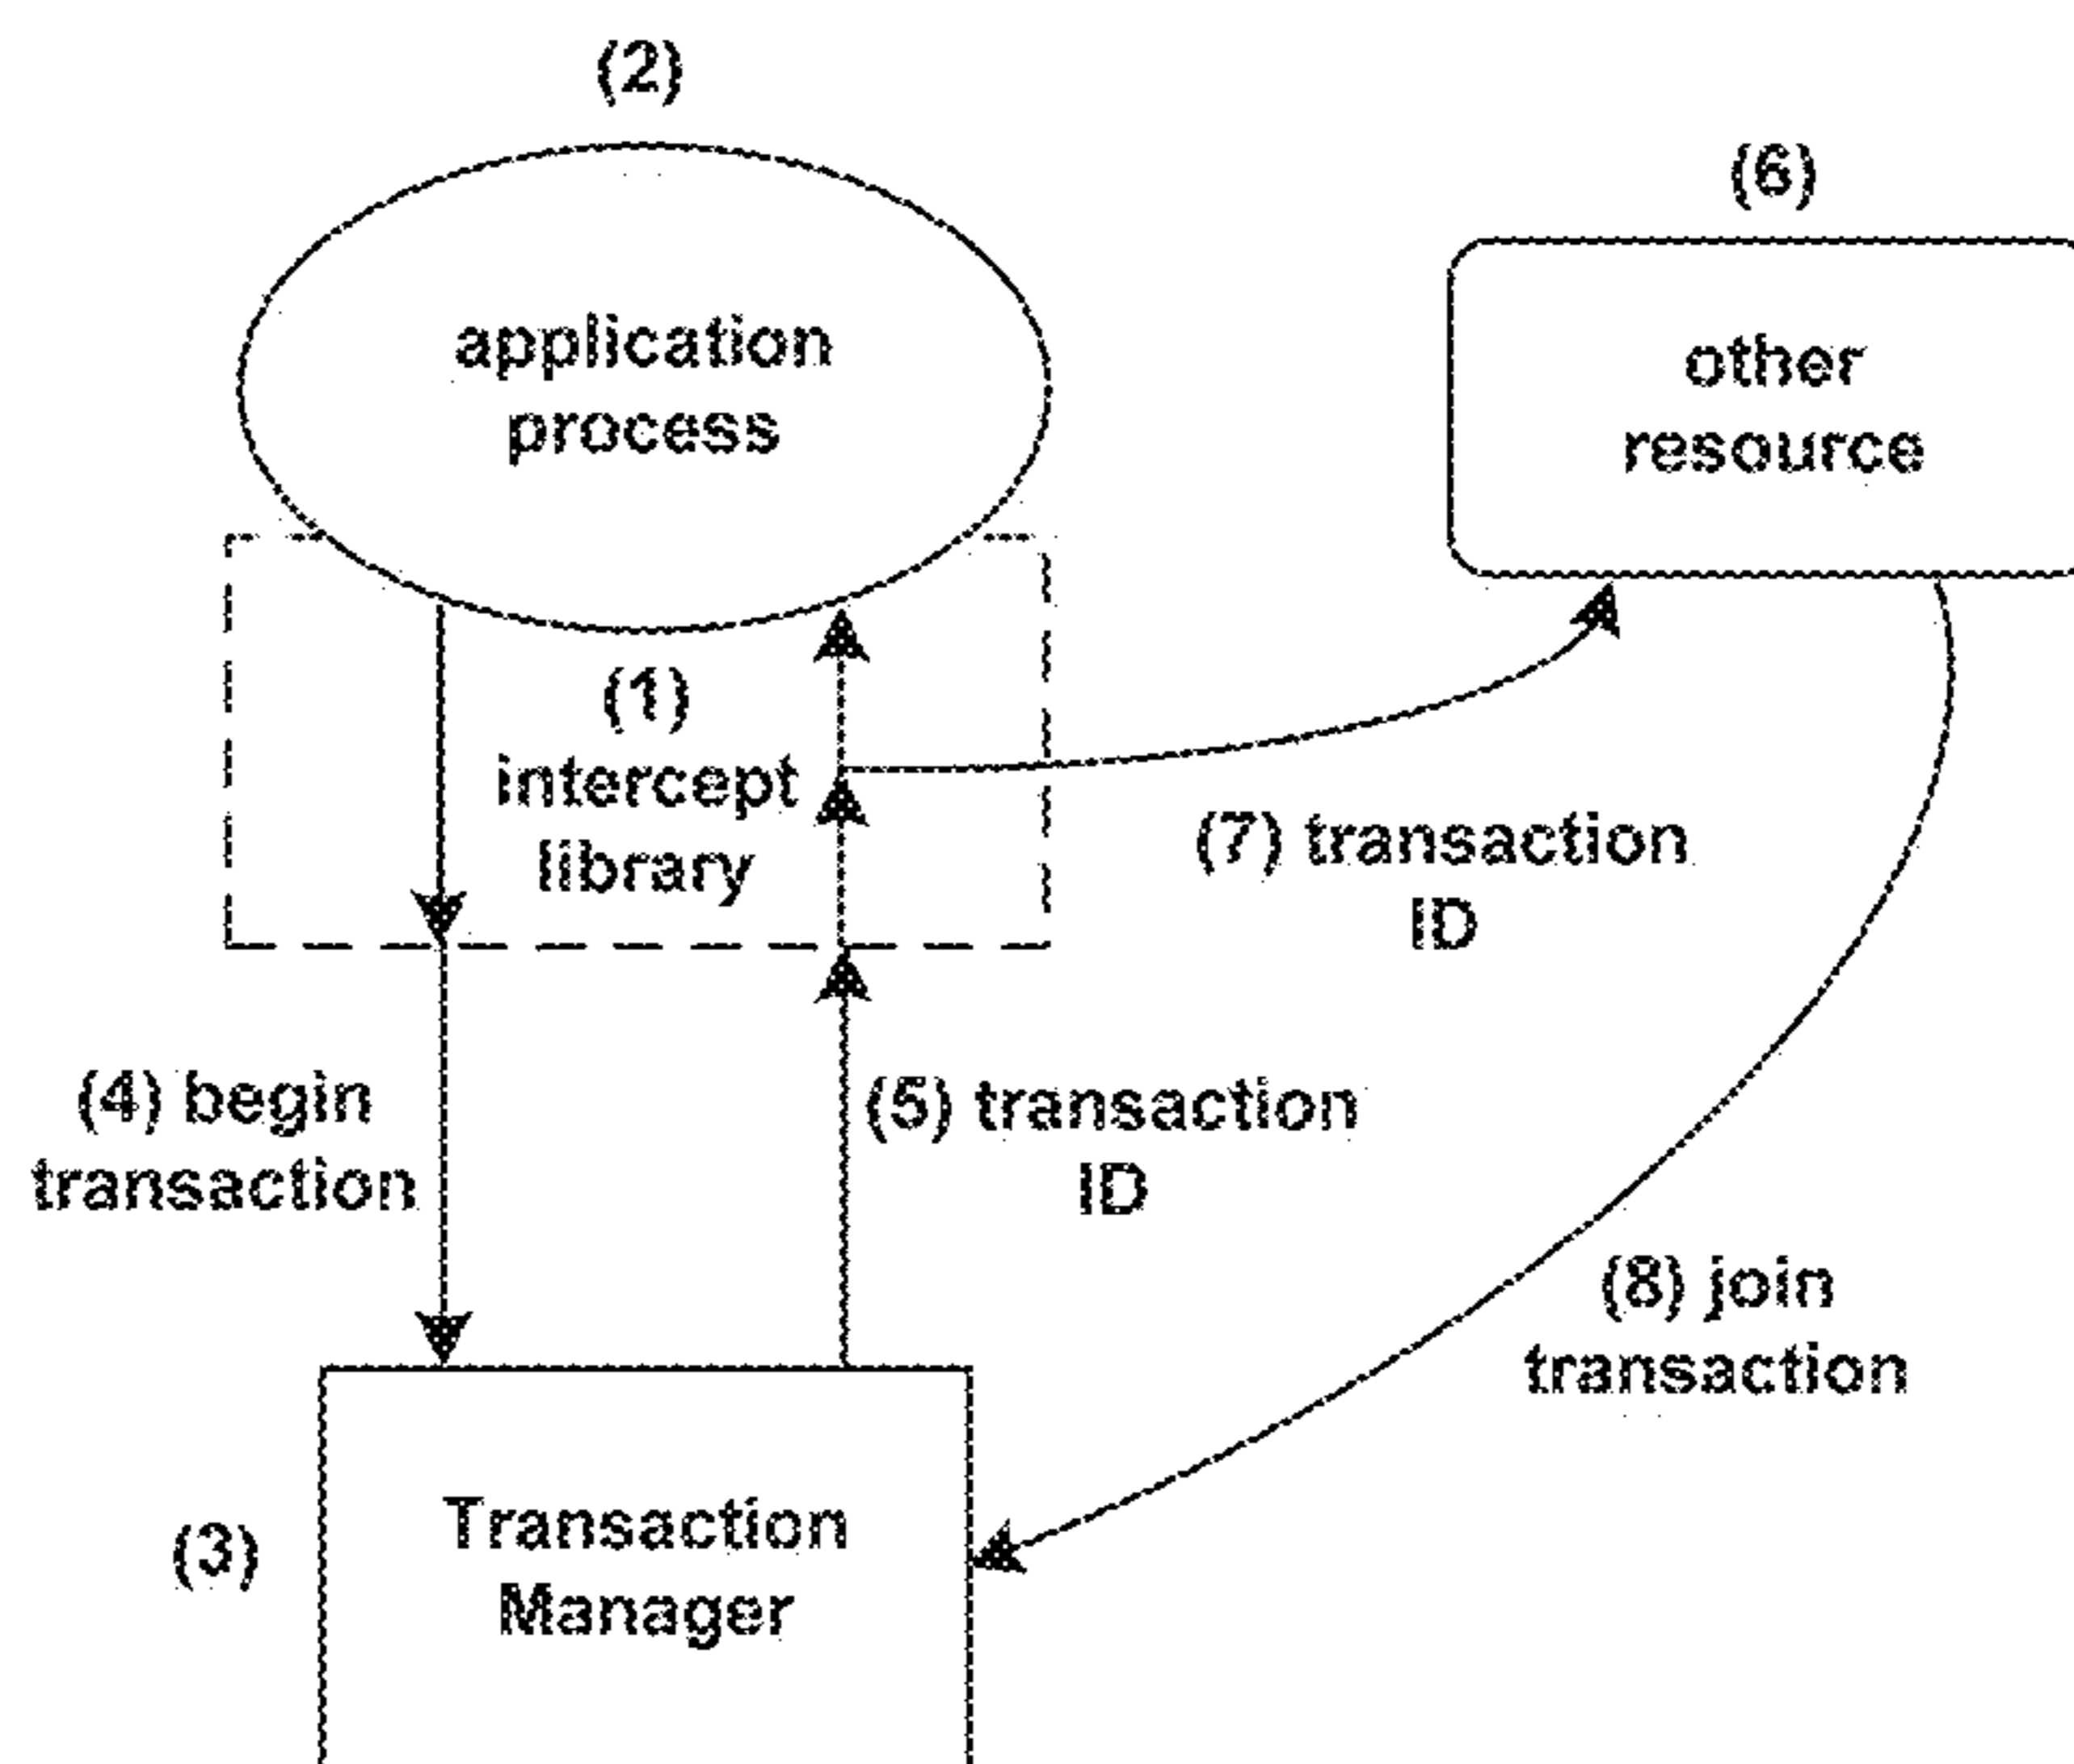 (2)
application
process
(6)
other
resource
(1)
intercept
library
(7) transaction
ID
(4) begin
transaction
(5) transaction
ID
(8) join
transaction
(3)
Transaction
Manager